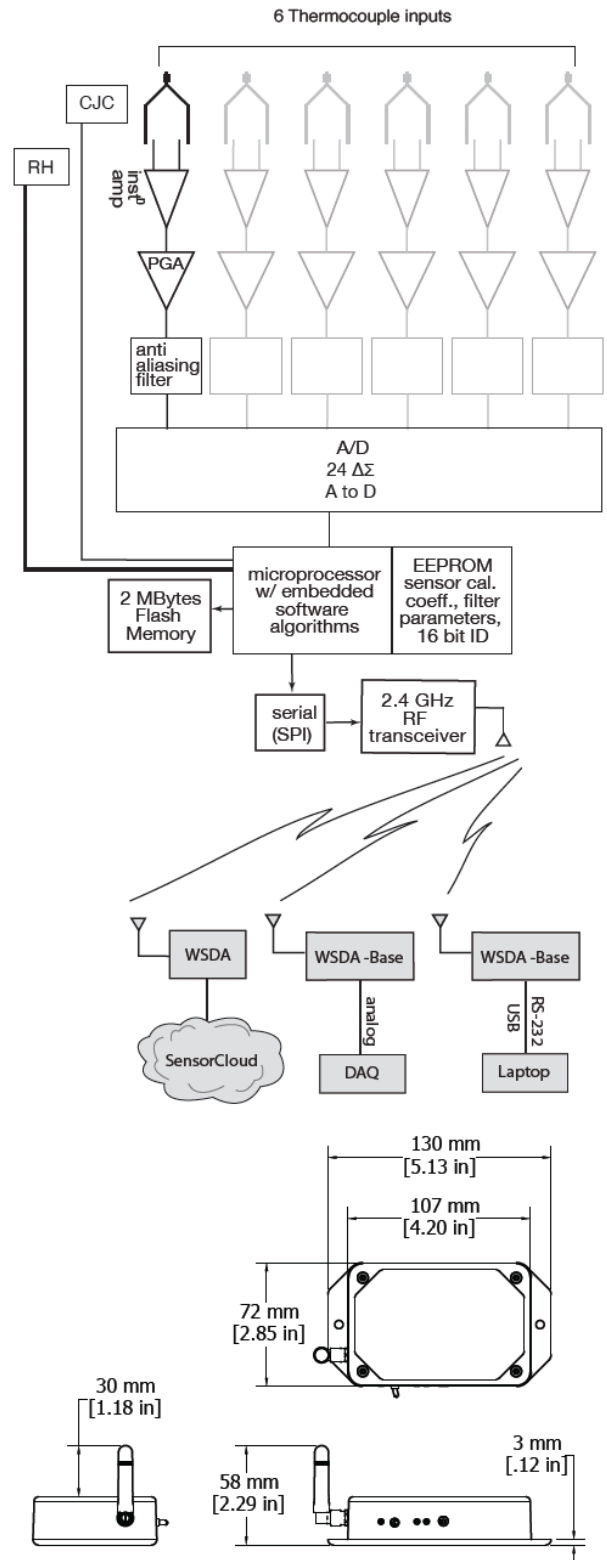 6 Thermocouple inputs
CJC
RH
inst
amp
PGA
anti
aliasing
filter
A/D
24 ΔΣ
A to D
microprocessor
w/ embedded
software
algorithms
EEPROM
sensor cal.
coeff., filter
parameters,
16 bit ID
2 MBytes
Flash
Memory
serial
(SPI)
2.4 GHz
RF
transceiver
WSDA
WSDA -Base
WSDA -Base
analog
RS-232
USB
SensorCloud
DAQ
Laptop
130 mm
[5.13 in]
107 mm
[4.20 in]
72 mm
[2.85 in]
30 mm
[1.18 in]
58 mm
[2.29 in]
3 mm
[.12 in]